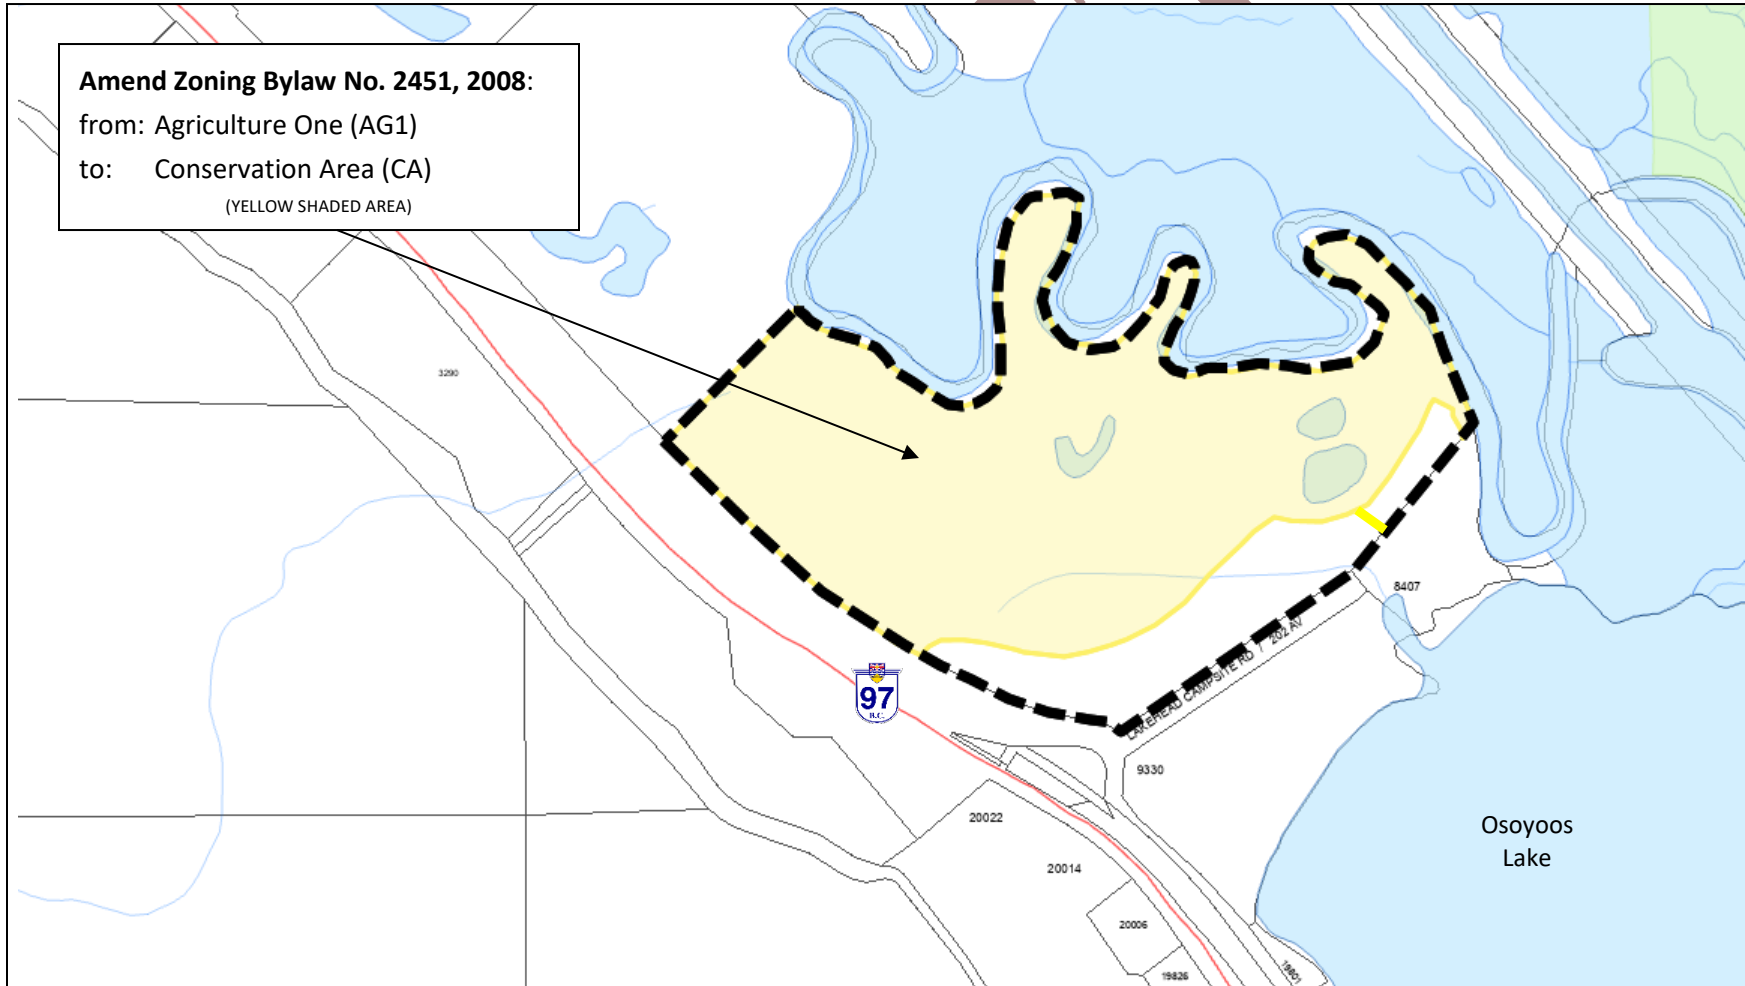 Amend Zoning Bylaw No. 2451, 2008:
from: Agriculture One (AG1)
to: Conservation Area (CA)
(YELLOW SHADED AREA)
3290
8407
LAKEHEAD CAMPSITE RD / 202 AV
97
B.C.
9330
20022
20014
20006
19826
19801
Osoyoos
Lake